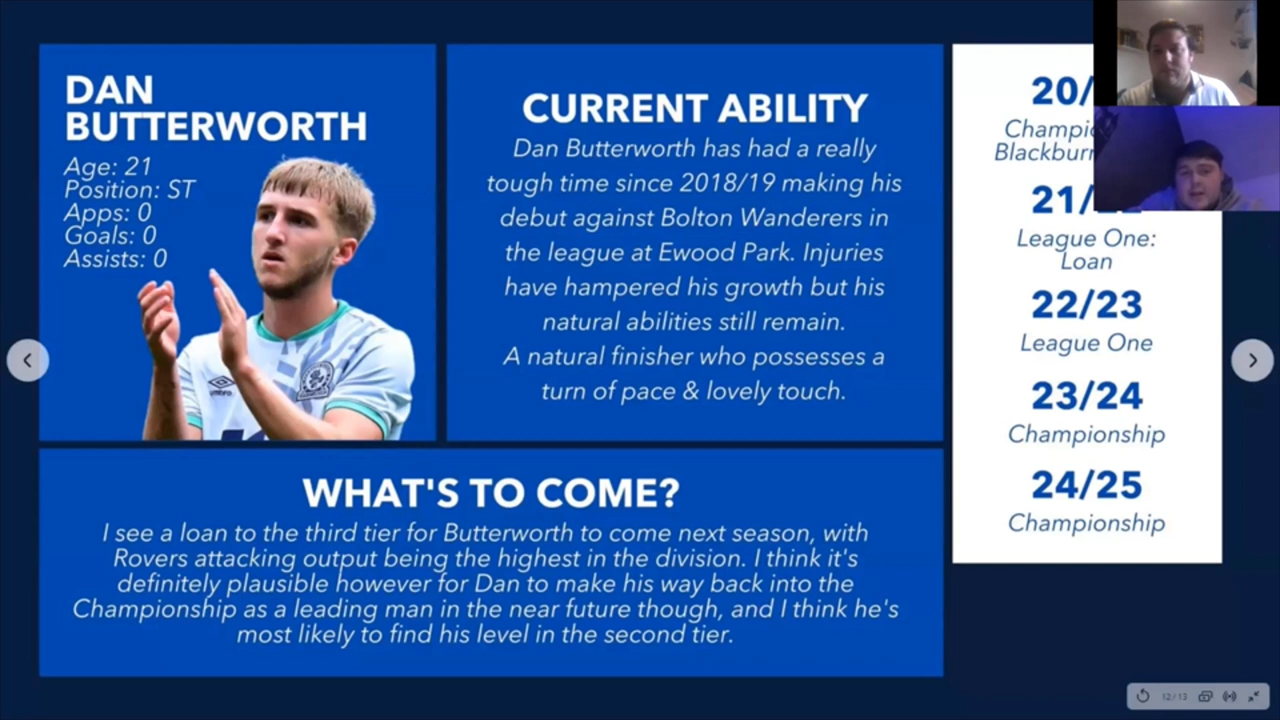 DAN
BUTTERWORTH
Age: 21
Position: ST
Apps: 0
Goals: 0
Assists: 0
umbro
CURRENT ABILITY
Dan Butterworth has had a really
tough time since 2018/19 making his
debut against Bolton Wanderers in
the league at Ewood Park. Injuries
have hampered his growth but his
natural abilities still remain.
A natural finisher who possesses a
turn of pace & lovely touch.
WHAT'S TO COME?
I see a loan to the third tier for Butterworth to come next season, with
Rovers attacking output being the highest in the division. I think it's
definitely plausible however for Dan to make his way back into the
Championship as a leading man in the near future though, and I think he's
most likely to find his level in the second tier.
20/
21/
League One:
Loan
22/23
League One
23/24
Championship
24/25
Championship
12/13